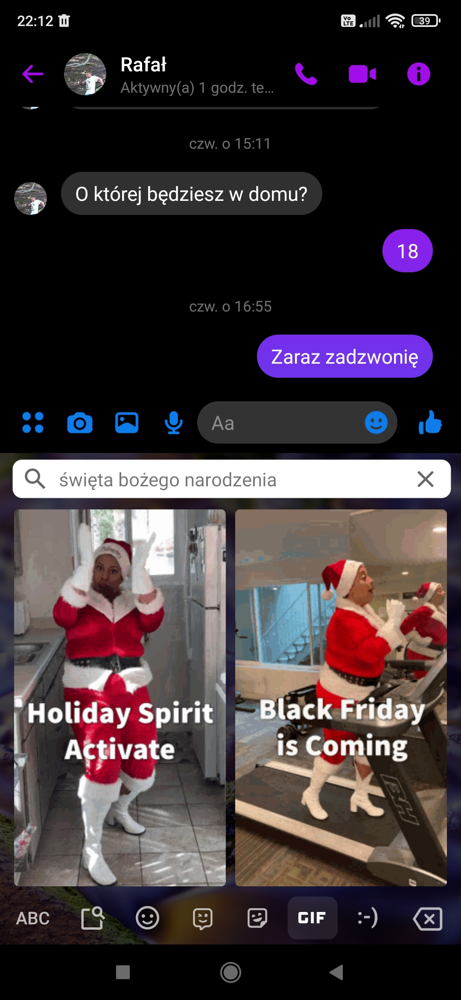 22:12
Vo
LTE
39
Rafał
Aktywny(a) 1 godz. te...
czw. o 15:11
O której będziesz w domu?
18
czw. o 16:55
Zaraz zadzwonię
Aa
święta bożego narodzenia
Holiday Spirit
Activate
Black Friday
is Coming
BH
ABC
GIF
:-)